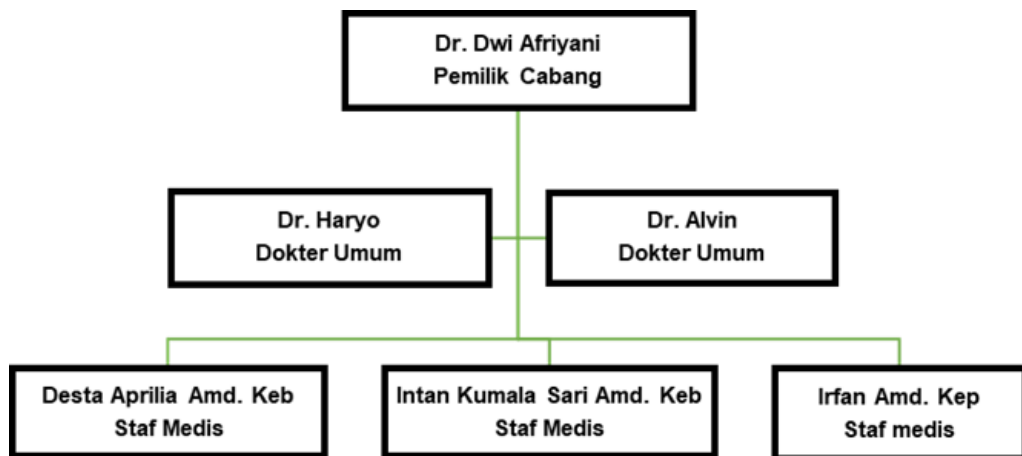 Dr. Dwi Afriyani
Pemilik Cabang
Dr. Haryo
Dokter Umum
Dr. Alvin
Dokter Umum
Desta Aprilia Amd. Keb
Staf Medis
Intan Kumala Sari Amd. Keb
Staf Medis
Irfan Amd. Kep
Staf medis